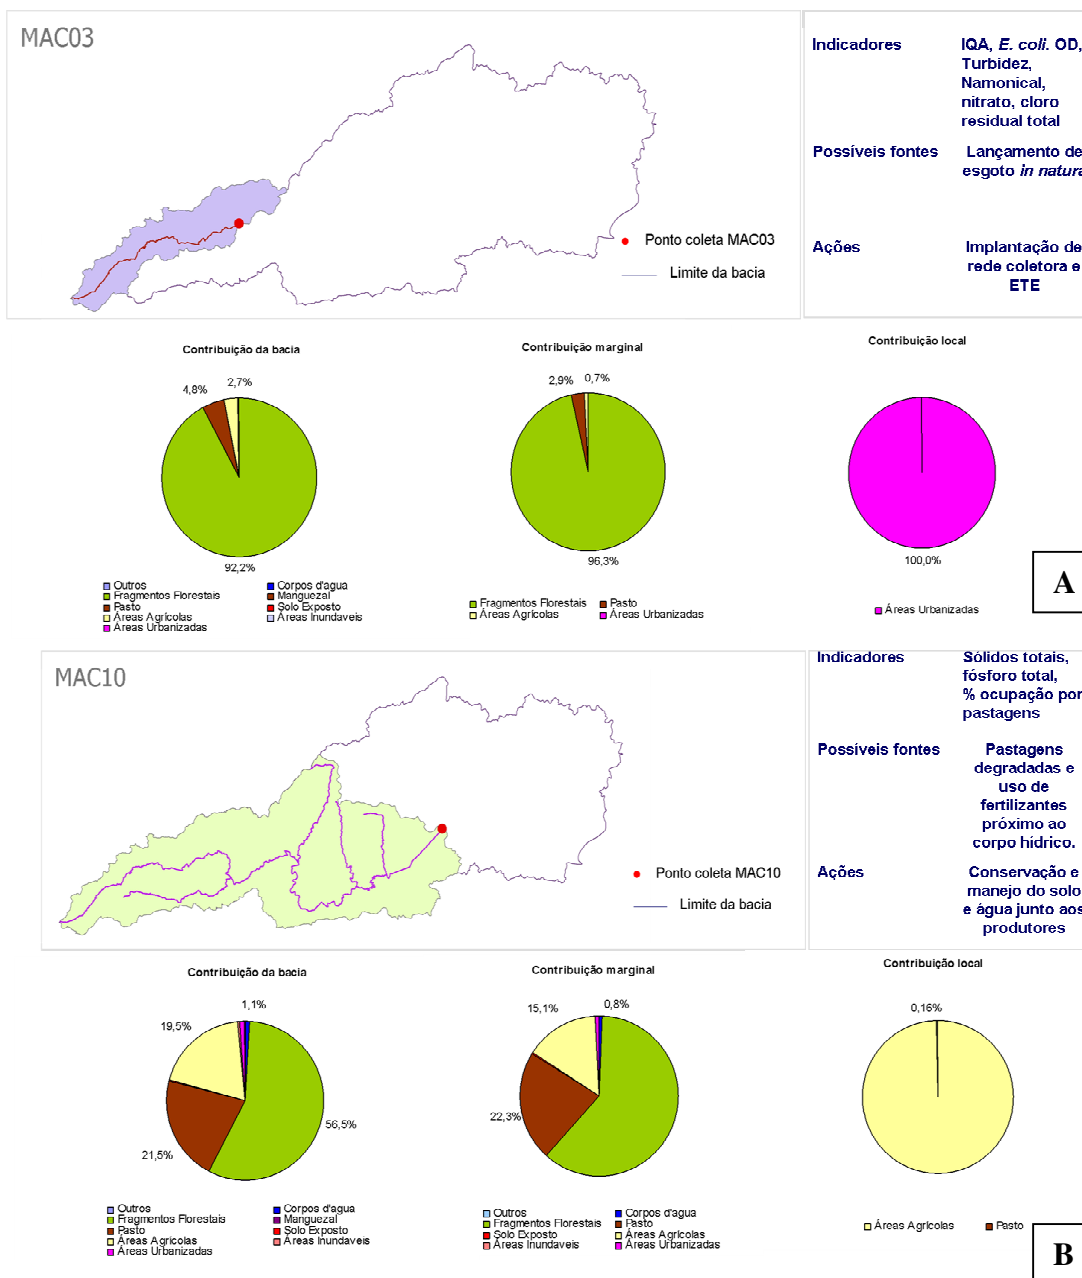 MAC03
Indicadores
IQA, E. coli. OD,
Turbidez,
Namonical,
nitrato, cloro
residual total
Possíveis fontes
Lançamento de
esgoto in natura
Ações
Implantação de
rede coletora e
ETE
Ponto coleta MAC03
Limite da bacia
Contribuição da bacia
4,8%
2,7%
92,2%
Outros
Corpos d'agua
Fragmentos Florestais
Manguezal
Pasto
Solo Exposto
Áreas Agrícolas
Áreas Inundaveis
Áreas Urbanizadas
Contribuição marginal
2,9%
0,7%
96,3%
Fragmentos Florestais
Pasto
Áreas Agrícolas
Áreas Urbanizadas
Contribuição local
100,0%
Áreas Urbanizadas
A
MAC10
Indicadores
Sólidos totais,
fósforo total,
% ocupação por
pastagens
Possíveis fontes
Pastagens
degradadas e
uso de
fertilizantes
próximo ao
corpo hídrico.
Ações
Conservação e
manejo do solo
e água junto aos
produtores
Ponto coleta MAC10
Limite da bacia
Contribuição da bacia
1,1%
19,5%
56,5%
21,5%
Outros
Corpos d'agua
Fragmentos Florestais
Manguezal
Pasto
Solo Exposto
Áreas Agrícolas
Áreas Inundaveis
Áreas Urbanizadas
Contribuição marginal
15,1%
0,8%
22,3%
Outros
Corpos d'agua
Fragmentos Florestais
Pasto
Solo Exposto
Áreas Agrícolas
Áreas Inundaveis
Áreas Urbanizadas
Contribuição local
0,16%
Áreas Agrícolas
Pasto
B